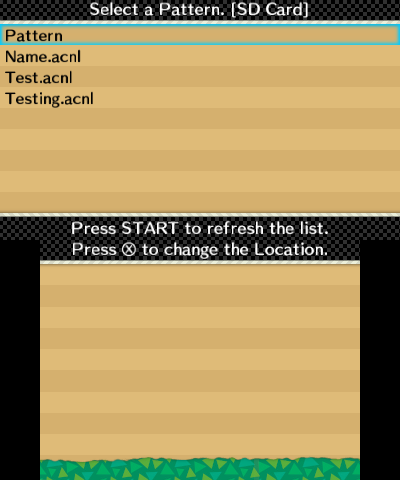 Select a Pattern. [SD Card]
Pattern
Name.acnl
Test.acnl
Testing.acnl
Press START to refresh the list.
Press Ⓧ to change the Location.